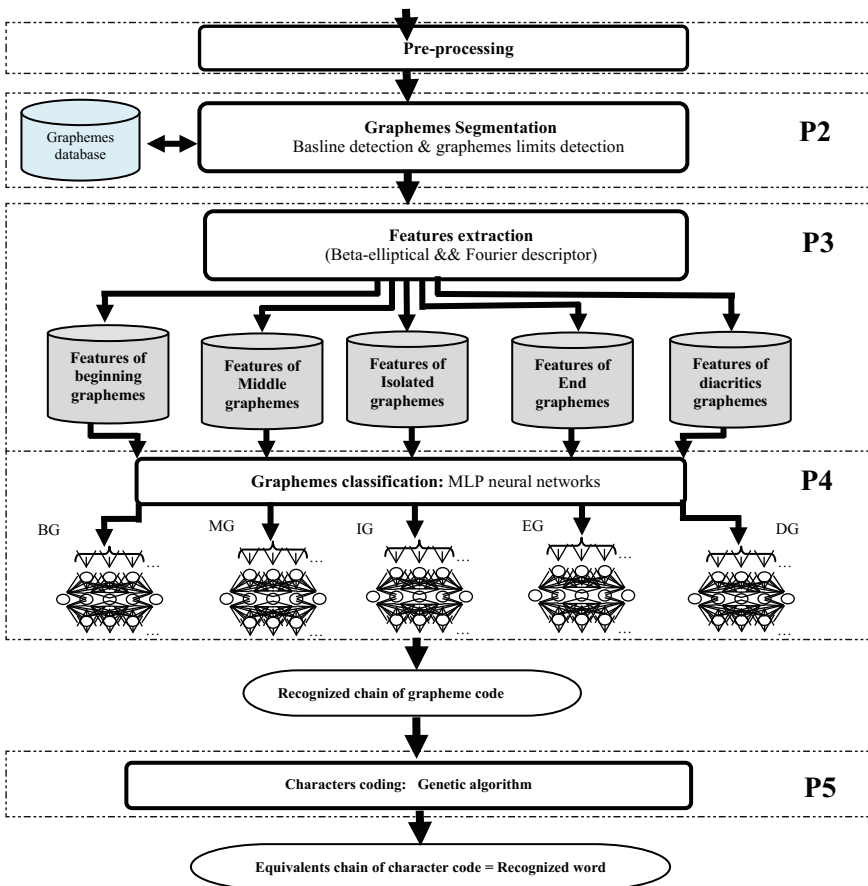 Pre-processing
Graphemes
database
Graphemes Segmentation
Basline detection & graphemes limits detection
P2
Features extraction
(Beta-elliptical && Fourier descriptor)
P3
Features of
beginning
graphemes
Features of
Middle
graphemes
Features of
Isolated
graphemes
Features of
End
graphemes
Features of
diacritics
graphemes
Graphemes classification: MLP neural networks
P4
BG
MG
IG
EG
DG
...
...
...
...
...
...
...
...
...
...
Recognized chain of grapheme code
Characters coding: Genetic algorithm
P5
Equivalents chain of character code = Recognized word